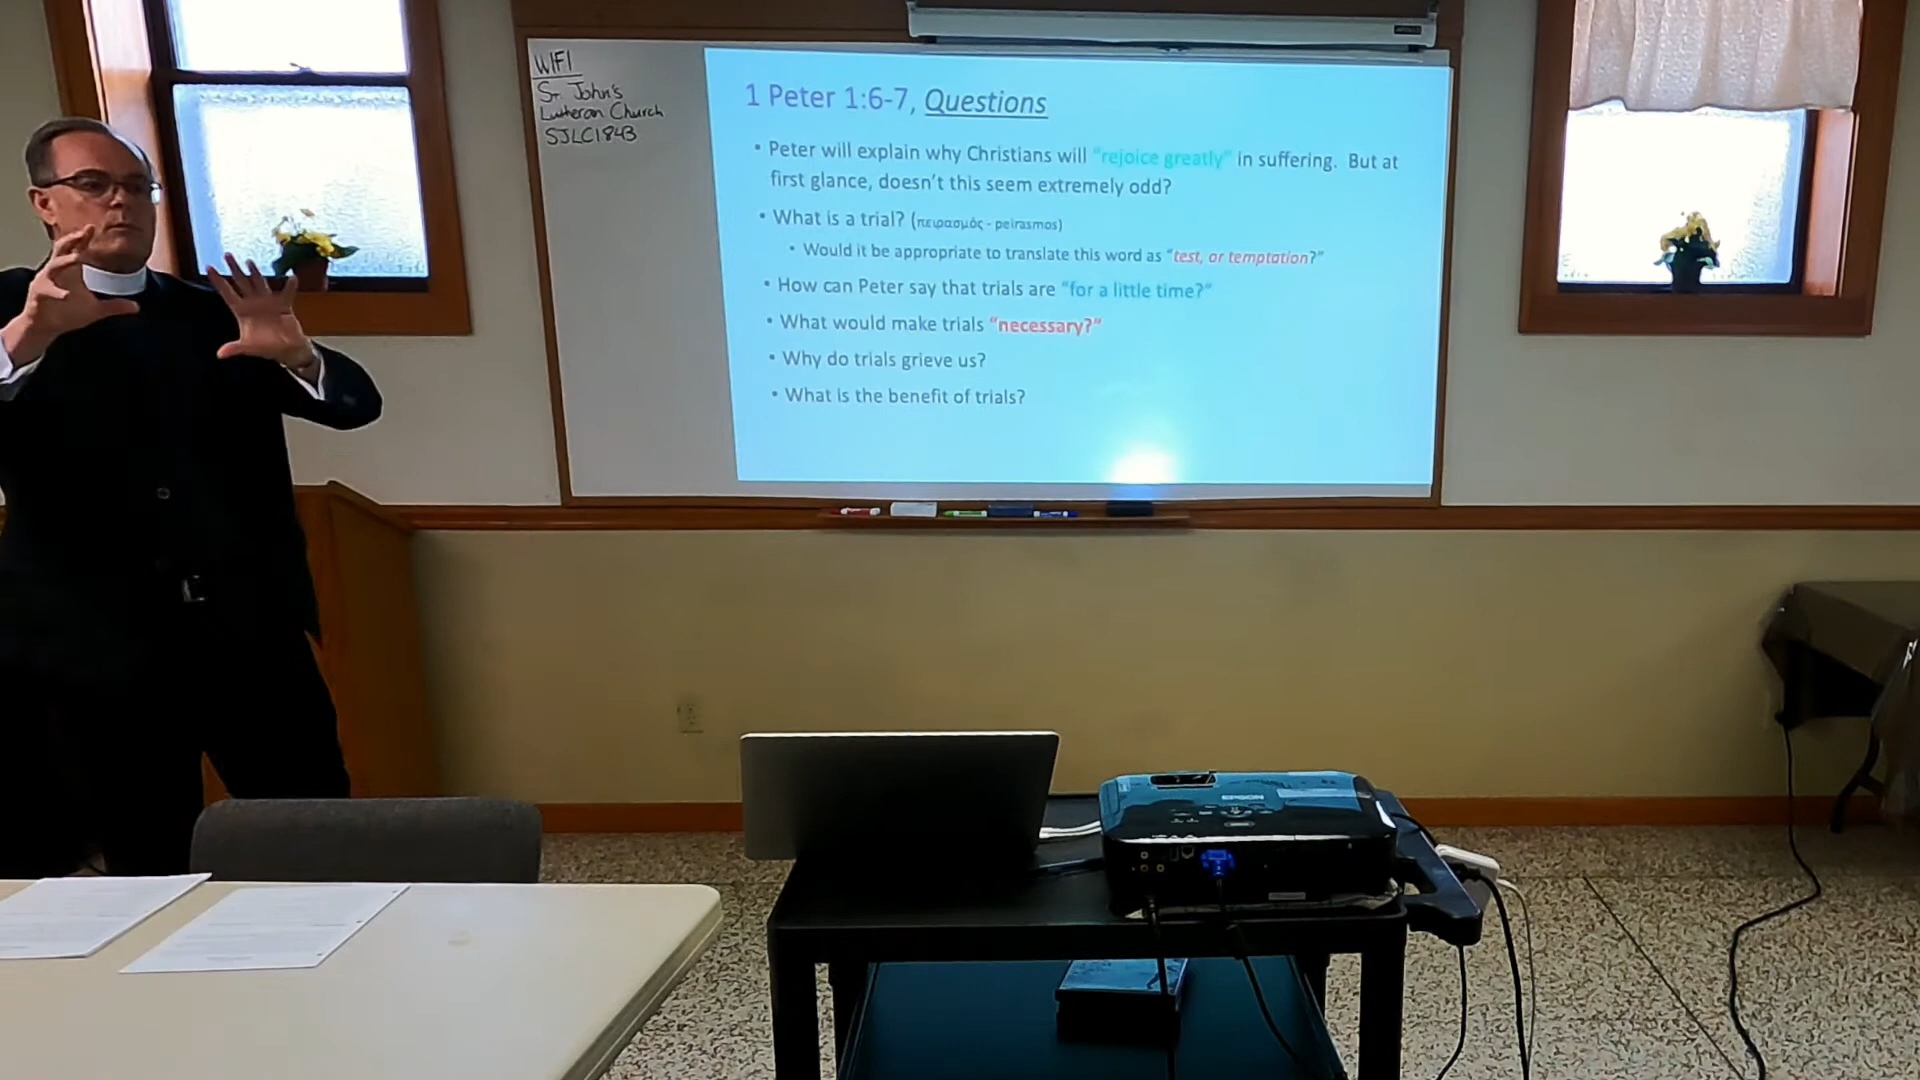 WIFI
St. John's
Lutheran Church
SJLC1843
1 Peter 1:6-7, Questions
• Peter will explain why Christians will "rejoice greatly" in suffering. But at
first glance, doesn't this seem extremely odd?
• What is a trial? (πειρασμός - peirasmos)
• Would it be appropriate to translate this word as "test, or temptation?"
• How can Peter say that trials are "for a little time?"
• What would make trials "necessary?"
• Why do trials grieve us?
• What is the benefit of trials?
EPSON